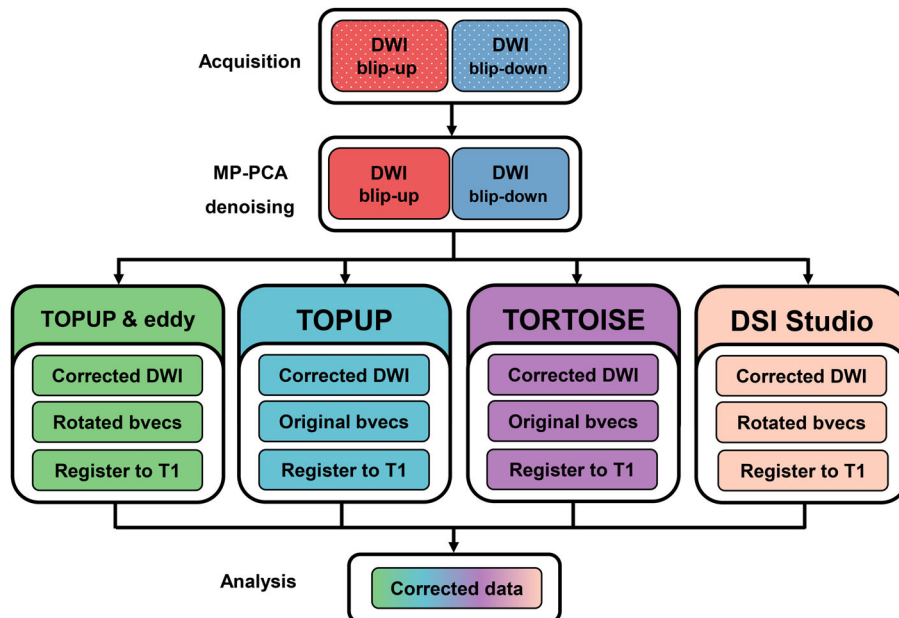 Acquisition
DWI
blip-up
DWI
blip-down
MP-PCA
denoising
DWI
blip-up
DWI
blip-down
TOPUP & eddy
Corrected DWI
Rotated bvecs
Register to T1
TOPUP
Corrected DWI
Original bvecs
Register to T1
TORTOISE
Corrected DWI
Original bvecs
Register to T1
DSI Studio
Corrected DWI
Rotated bvecs
Register to T1
Analysis
Corrected data